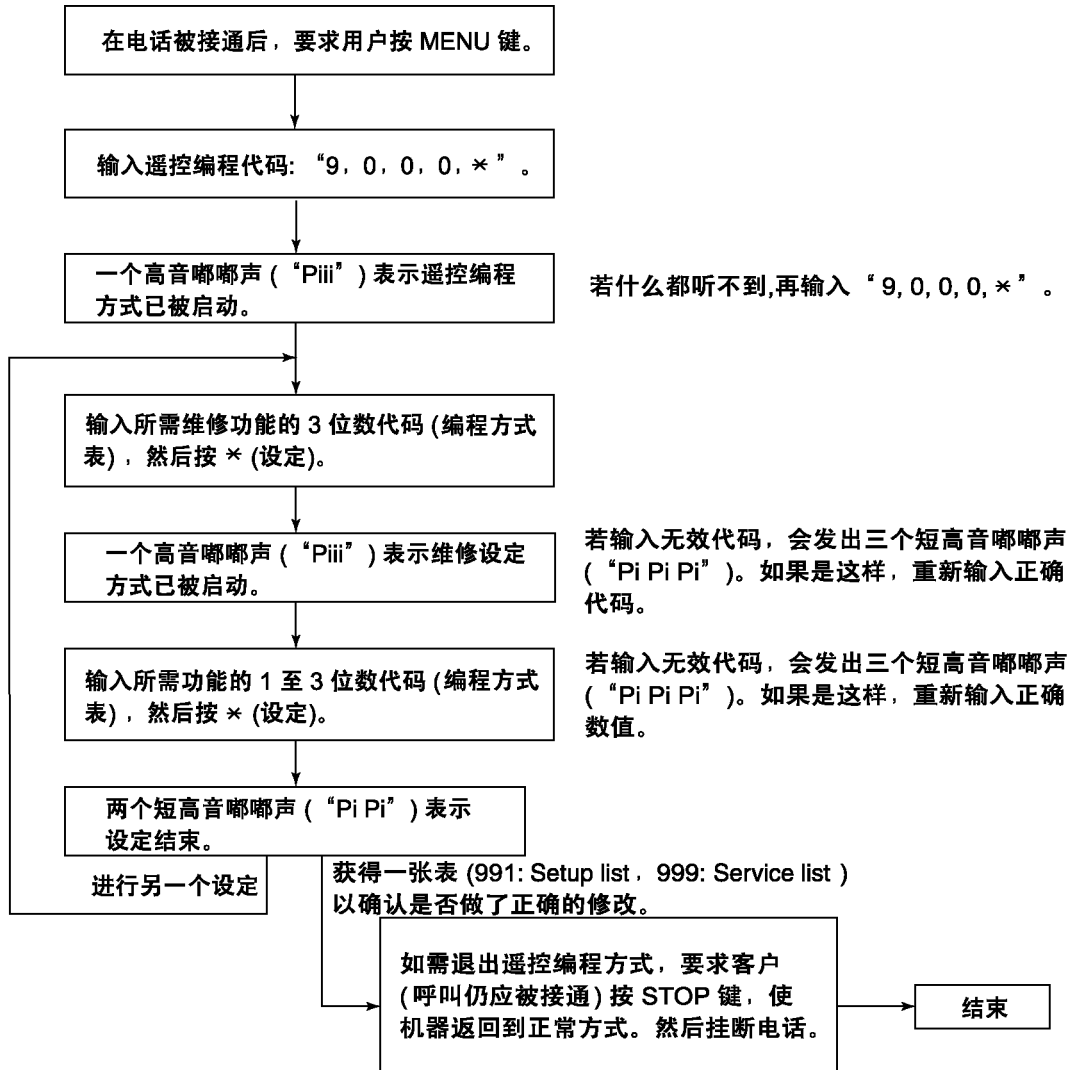 在电话被接通后，要求用户按 MENU 键。
输入遥控编程代码: “9，0，0，0，*”。
一个高音嘟嘟声 (“Piii”) 表示遥控编程
方式已被启动。
若什么都听不到,再输入“9, 0, 0, 0, *”。
输入所需维修功能的 3 位数代码 (编程方式
表)，然后按 * (设定)。
一个高音嘟嘟声 (“Piii”) 表示维修设定
方式已被启动。
若输入无效代码，会发出三个短高音嘟嘟声
(“Pi Pi Pi”)。如果是这样，重新输入正确
代码。
输入所需功能的 1 至 3 位数代码 (编程方式
表)，然后按 * (设定)。
若输入无效代码，会发出三个短高音嘟嘟声
(“Pi Pi Pi”)。如果是这样，重新输入正确
数值。
两个短高音嘟嘟声 (“Pi Pi”) 表示
设定结束。
进行另一个设定
获得一张表 (991: Setup list，999: Service list )
以确认是否做了正确的修改。
如需退出遥控编程方式，要求客户
(呼叫仍应被接通) 按 STOP 键，使
机器返回到正常方式。然后挂断电话。
结束